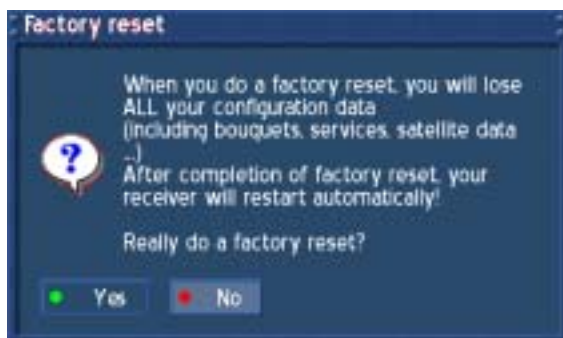 Factory reset
When you do a factory reset, you will lose
ALL your configuration data
(including bouquets, services, satellite data
...)
After completion of factory reset, your
receiver will restart automatically!
Really do a factory reset?
Yes
No